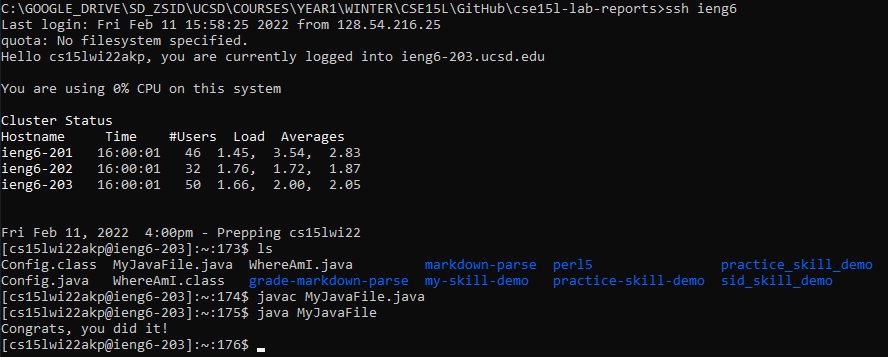 C:\GOOGLE_DRIVE\SD_ZSID\UCSD\COURSES\YEAR1\WINTER\CSE15L\GitHub\cse15l-lab-reports>ssh ieng6
Last login: Fri Feb 11 15:58:25 2022 from 128.54.216.25
quota: No filesystem specified.
Hello cs15lwi22akp, you are currently logged into ieng6-203.ucsd.edu

You are using 0% CPU on this system

Cluster Status
Hostname     Time    #Users  Load  Averages
ieng6-201   16:00:01   46  1.45,  3.54,  2.83
ieng6-202   16:00:01   32  1.76,  1.72,  1.87
ieng6-203   16:00:01   50  1.66,  2.00,  2.05

Fri Feb 11, 2022  4:00pm - Prepping cs15lwi22
[cs15lwi22akp@ieng6-203]:~:173$ ls
Config.class  MyJavaFile.java  WhereAmI.java         markdown-parse  perl5                practice_skill_demo
Config.java  WhereAmI.class   grade-markdown-parse  my-skill-demo   practice-skill-demo  sid_skill_demo
[cs15lwi22akp@ieng6-203]:~:174$ javac MyJavaFile.java
[cs15lwi22akp@ieng6-203]:~:175$ java MyJavaFile
Congrats, you did it!
[cs15lwi22akp@ieng6-203]:~:176$